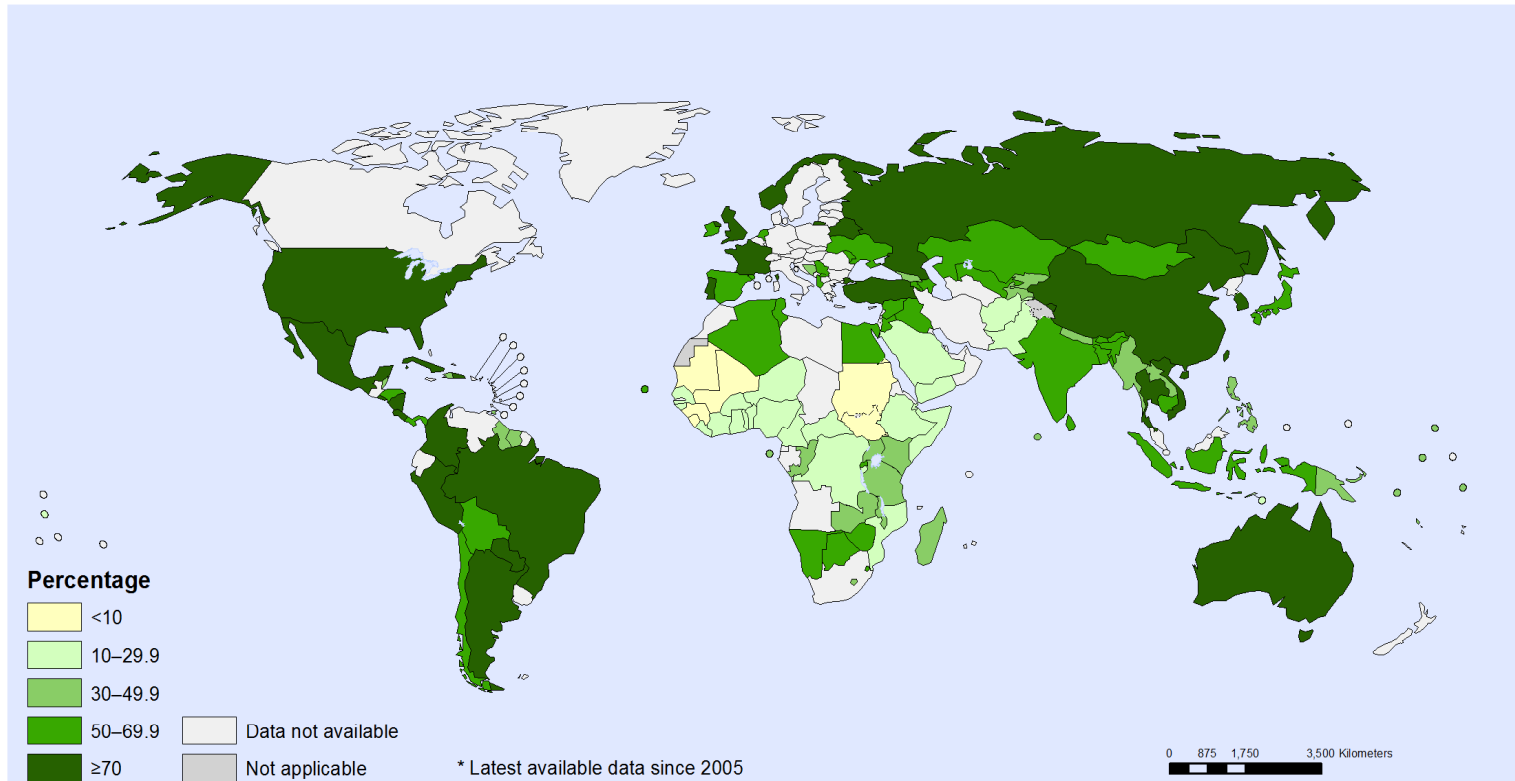 Percentage
<10
10–29.9
30–49.9
50–69.9
≥70
Data not available
Not applicable
* Latest available data since 2005
0 875 1,750 3,500 Kilometers